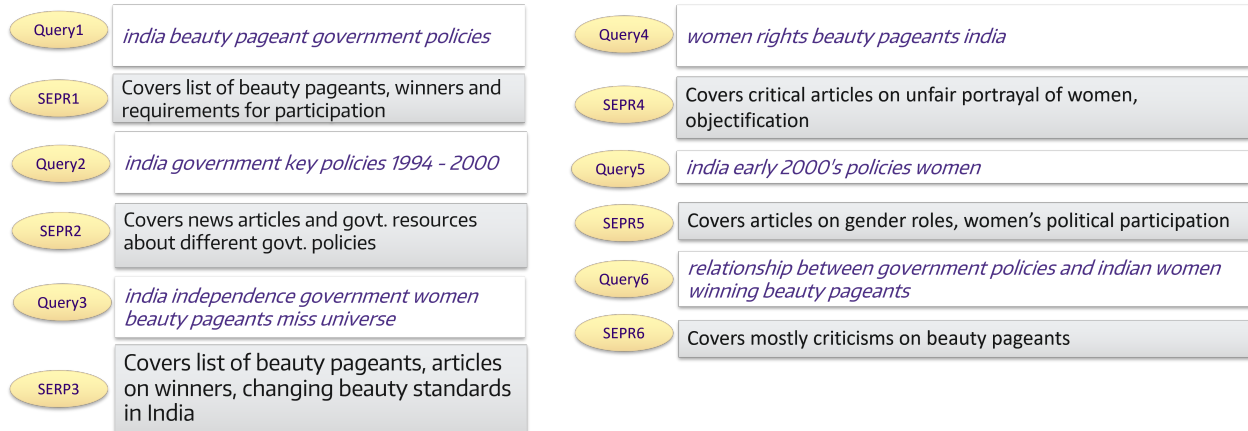 Query1
india beauty pageant government policies
SEPR1
Covers list of beauty pageants, winners and
requirements for participation
Query2
india government key policies 1994 - 2000
SEPR2
Covers news articles and govt. resources
about different govt. policies
Query3
india independence government women
beauty pageants miss universe
SERP3
Covers list of beauty pageants, articles
on winners, changing beauty standards
in India
Query4
women rights beauty pageants india
SEPR4
Covers critical articles on unfair portrayal of women,
objectification
Query5
india early 2000's policies women
SEPR5
Covers articles on gender roles, women's political participation
Query6
relationship between government policies and indian women
winning beauty pageants
SEPR6
Covers mostly criticisms on beauty pageants